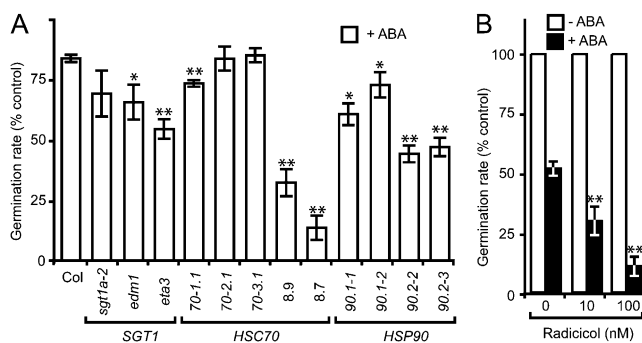 A
Germination rate (% control)
75
50
25
0
+ ABA
*
**
**
**
**
*
*
**
**
Col
sgt1a-2
edm1
eta3
70-1.1
70-2.1
70-3.1
8.9
8.7
90.1-1
90.1-2
90.2-2
90.2-3
SGT1
HSC70
HSP90
B
- ABA
+ ABA
Germination rate (% control)
100
75
50
25
0
**
**
0 10 100
Radicicol (nM)